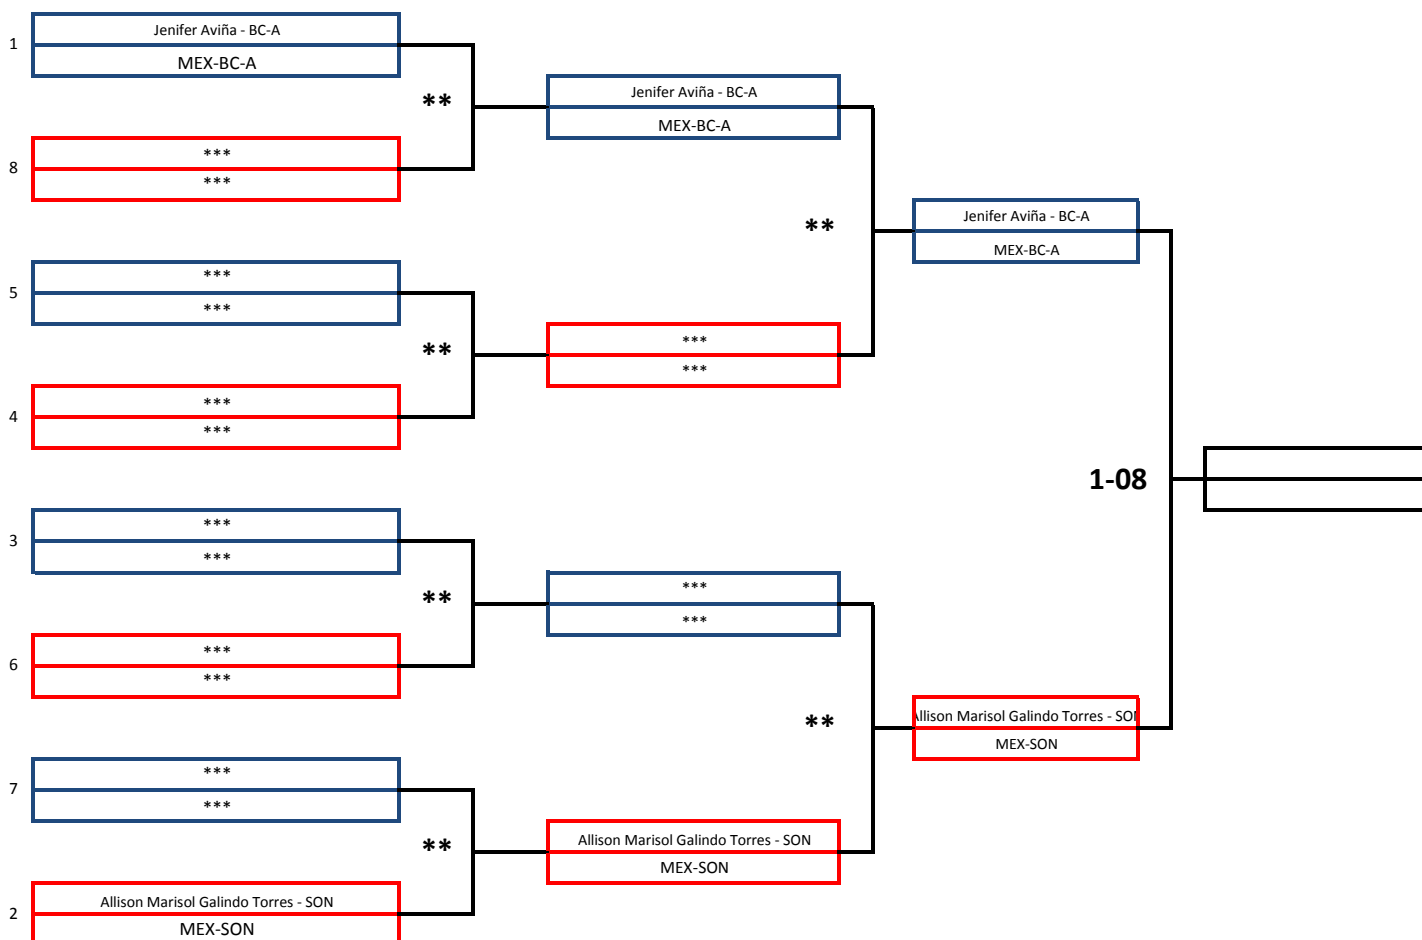 Jenifer Aviña - BC-A
1
MEX-BC-A
**
Jenifer Aviña - BC-A
MEX-BC-A
***
8
***
**
Jenifer Aviña - BC-A
MEX-BC-A
***
5
***
**
***
***
***
4
***
1-08
***
3
***
**
***
***
***
6
***
**
Allison Marisol Galindo Torres - SON
MEX-SON
***
7
***
**
Allison Marisol Galindo Torres - SON
MEX-SON
Allison Marisol Galindo Torres - SON
2
MEX-SON